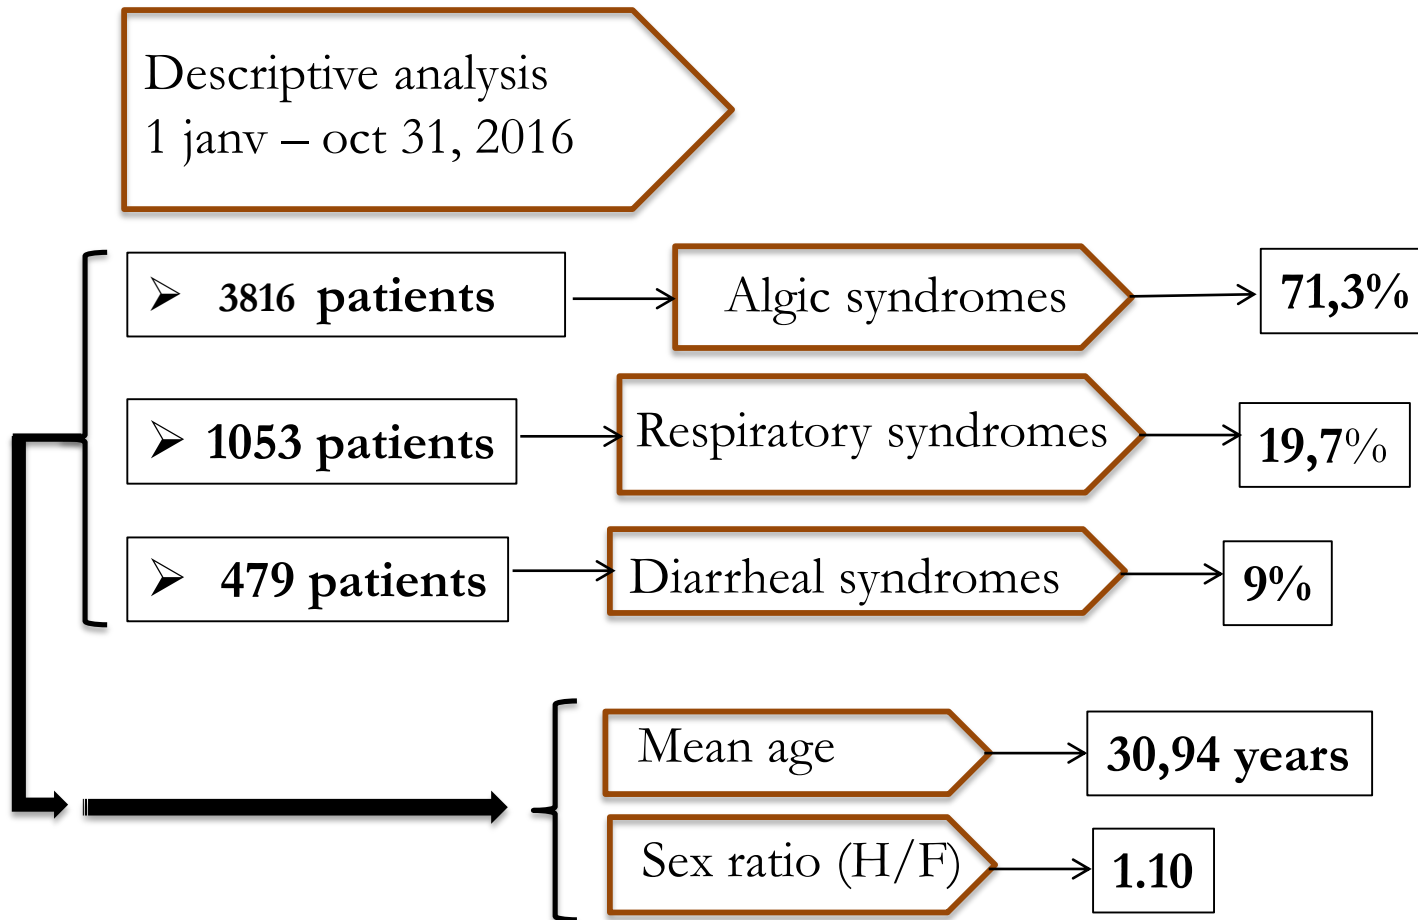 Descriptive analysis
1 janv – oct 31, 2016
➢ 3816 patients
Algic syndromes
71,3%
➢ 1053 patients
Respiratory syndromes
19,7%
➢ 479 patients
Diarrheal syndromes
9%
Mean age
30,94 years
Sex ratio (H/F)
1.10